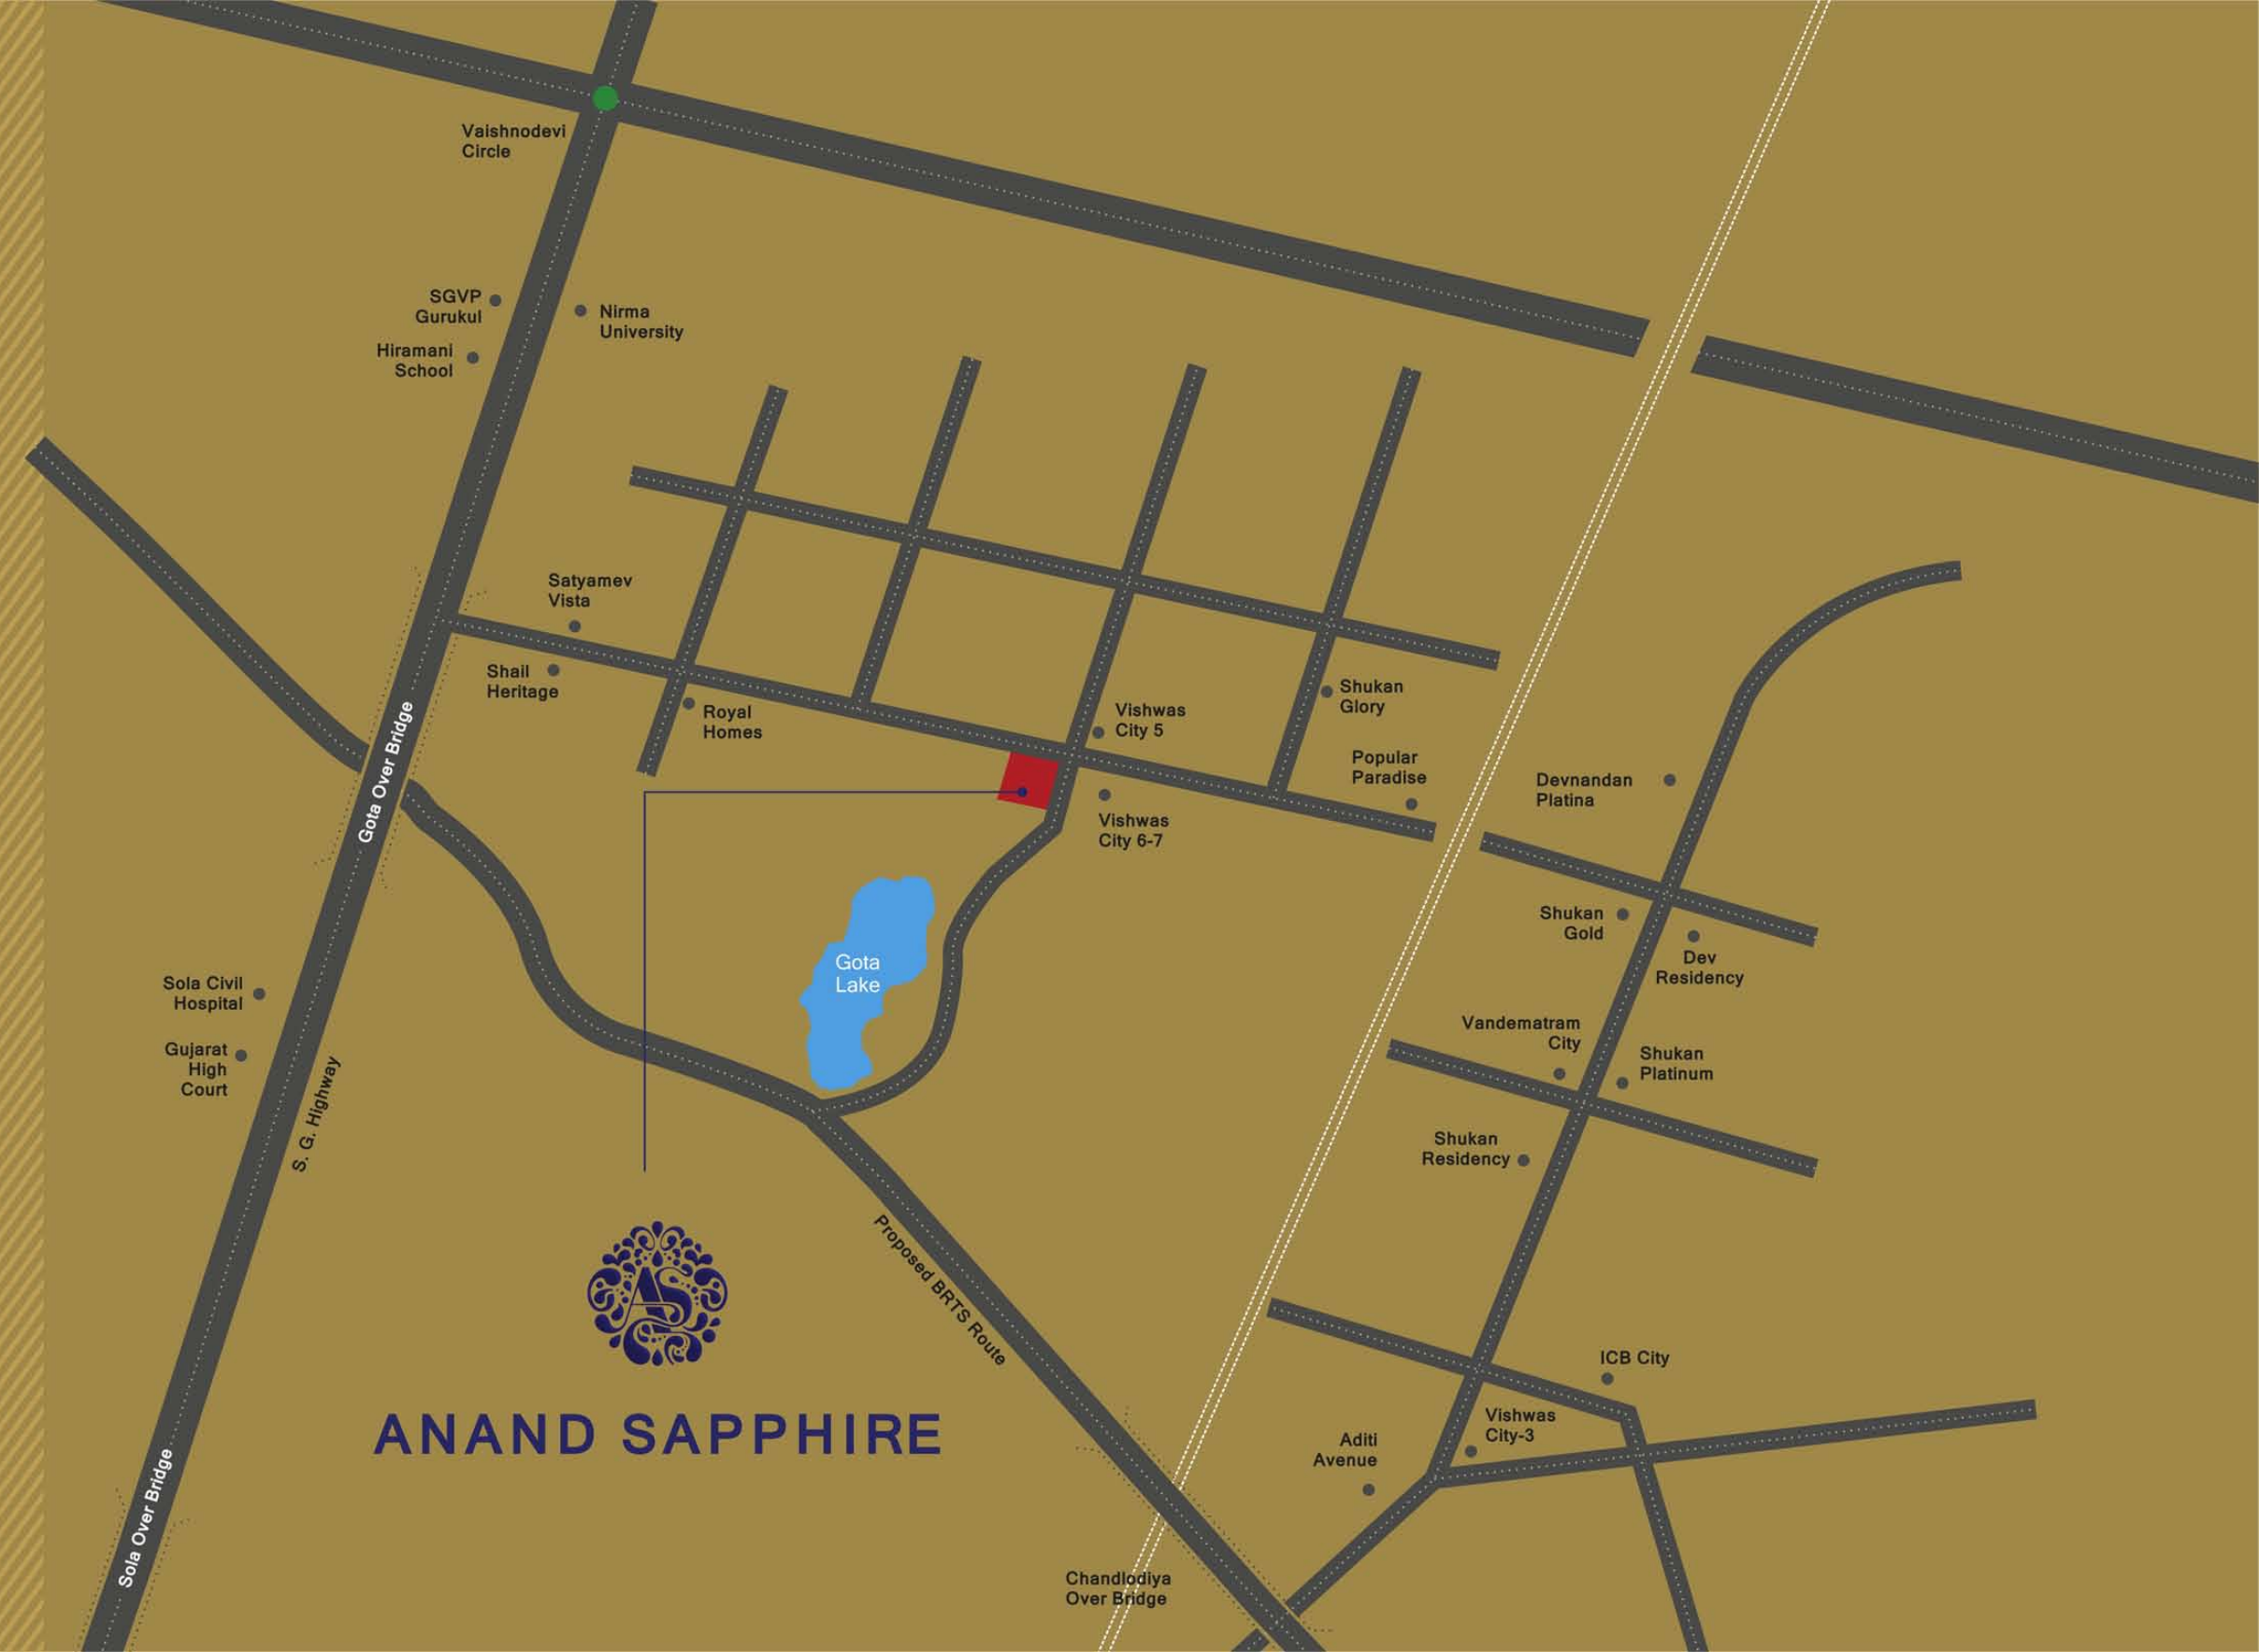 Vaishnodevi
Circle
SGVP
Gurukul
Nirma
University
Hiramani
School
Satyamev
Vista
Shail
Heritage
Royal
Homes
Gota Over Bridge
Vishwas
City 5
Shukan
Glory
Popular
Paradise
Vishwas
City 6-7
Devnandan
Platina
Shukan
Gold
Dev
Residency
Gota
Lake
Sola Civil
Hospital
Gujarat
High
Court
S. G. Highway
Vandematram
City
Shukan
Platinum
Shukan
Residency
Proposed BRTS Route
AS
ANAND SAPPHIRE
ICB City
Vishwas
City-3
Aditi
Avenue
Sola Over Bridge
Chandlodiya
Over Bridge